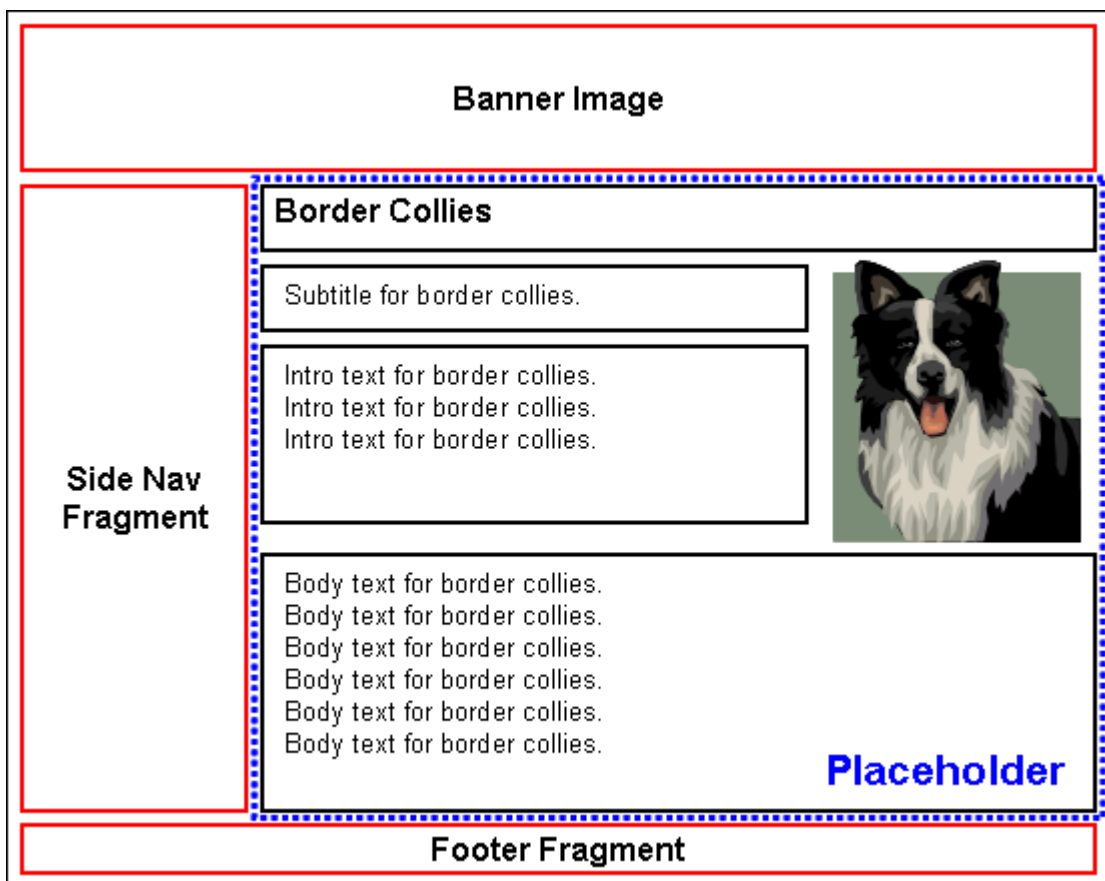 Banner Image
Border Collies
Subtitle for border collies.
Intro text for border collies.
Intro text for border collies.
Intro text for border collies.
Side Nav
Fragment
Body text for border collies.
Body text for border collies.
Body text for border collies.
Body text for border collies.
Body text for border collies.
Body text for border collies.
Placeholder
Footer Fragment